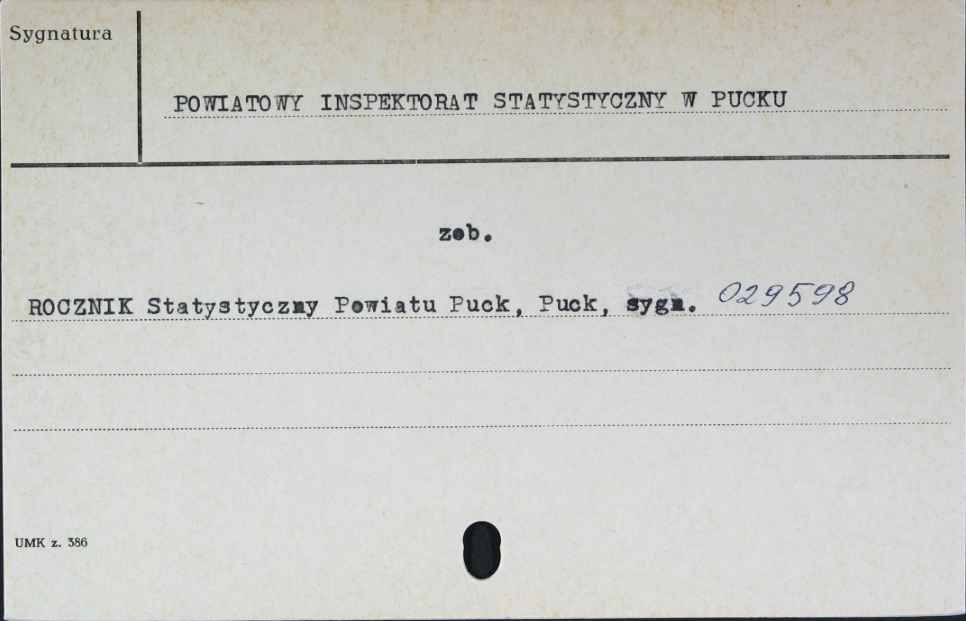 Sygnatura
POWIATOWY INSPEKTORAT STATYSTYCZNY W PUCKU
zob.
ROCZNIK Statystyczny Powiatu Puck, Puck, sygn. 029598
UMK z. 386